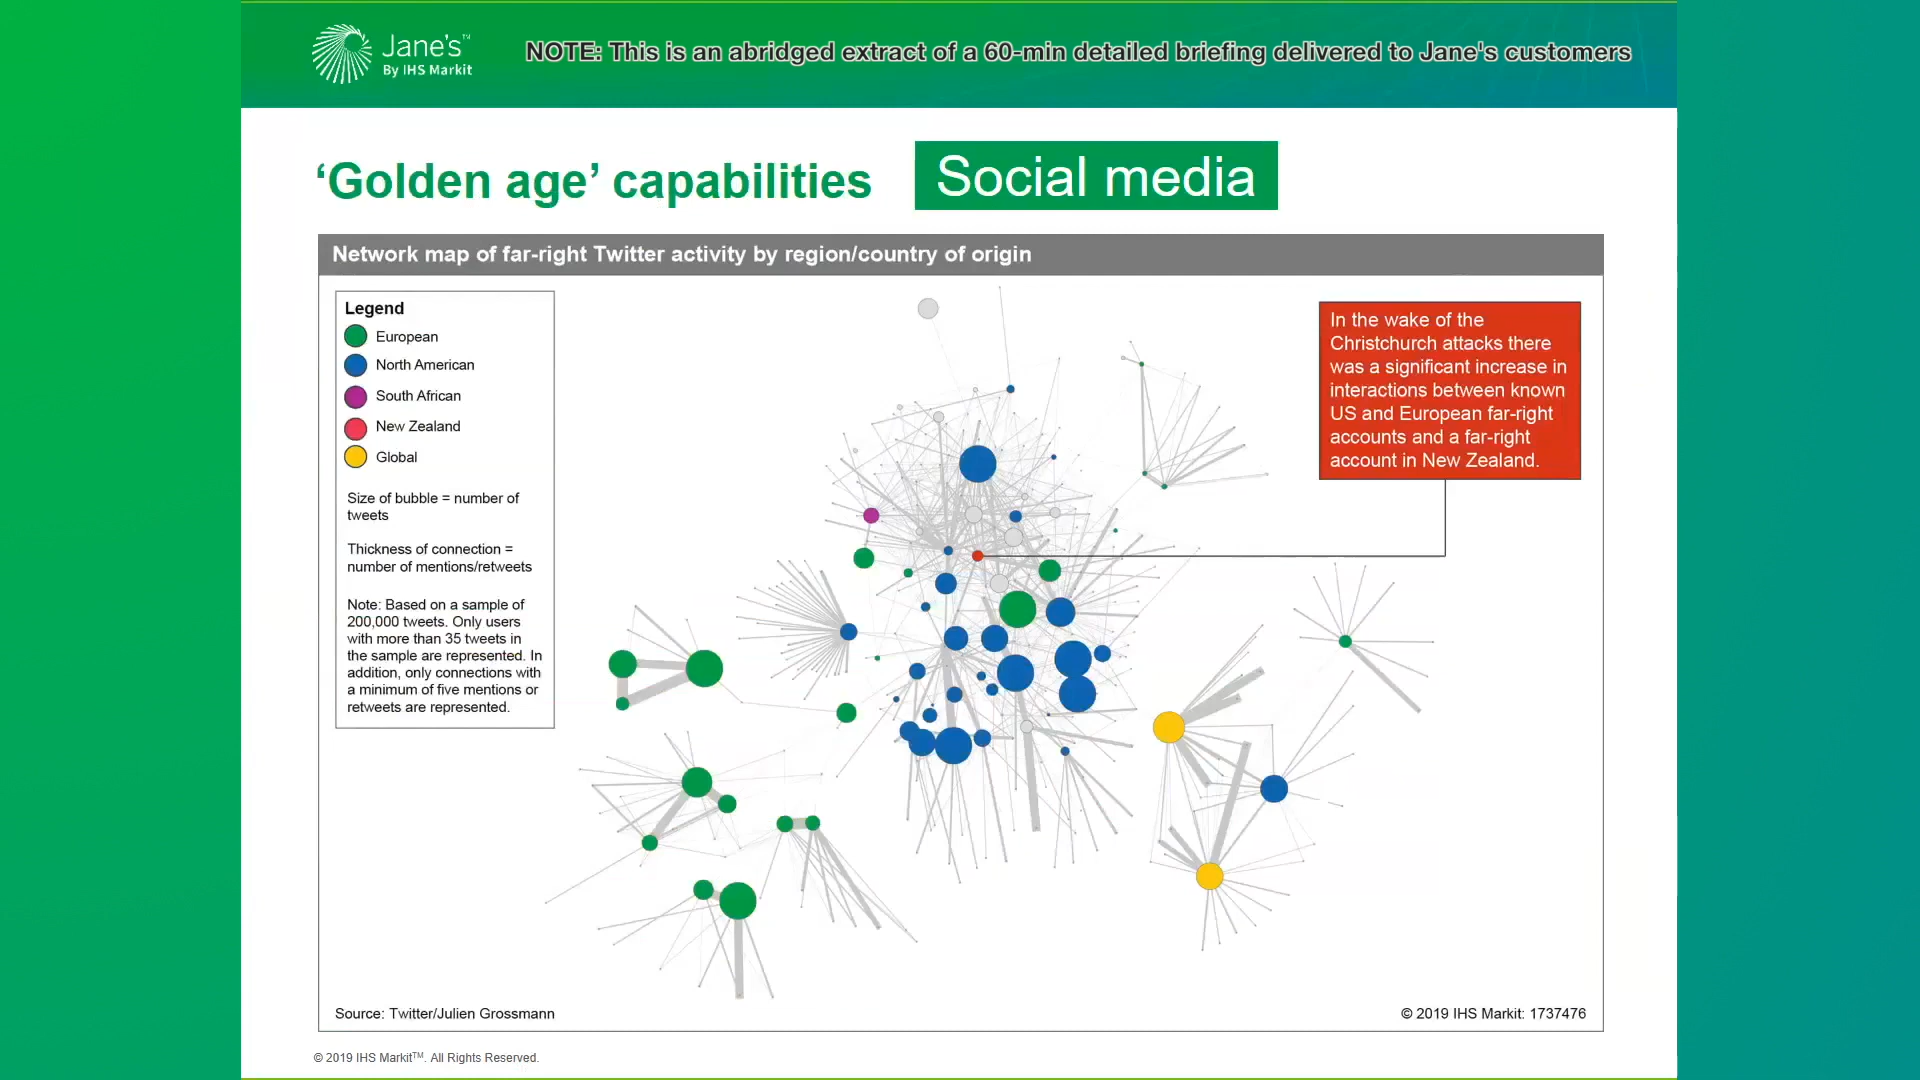 Jane's™
By IHS Markit
NOTE: This is an abridged extract of a 60-min detailed briefing delivered to Jane's customers
‘Golden age’ capabilities
Social media
Network map of far-right Twitter activity by region/country of origin
Legend
European
North American
South African
New Zealand
Global
Size of bubble = number of
tweets
Thickness of connection =
number of mentions/retweets
Note: Based on a sample of
200,000 tweets. Only users
with more than 35 tweets in
the sample are represented. In
addition, only connections with
a minimum of five mentions or
retweets are represented.
In the wake of the
Christchurch attacks there
was a significant increase in
interactions between known
US and European far-right
accounts and a far-right
account in New Zealand.
Source: Twitter/Julien Grossmann
© 2019 IHS Markit: 1737476
© 2019 IHS Markit™. All Rights Reserved.